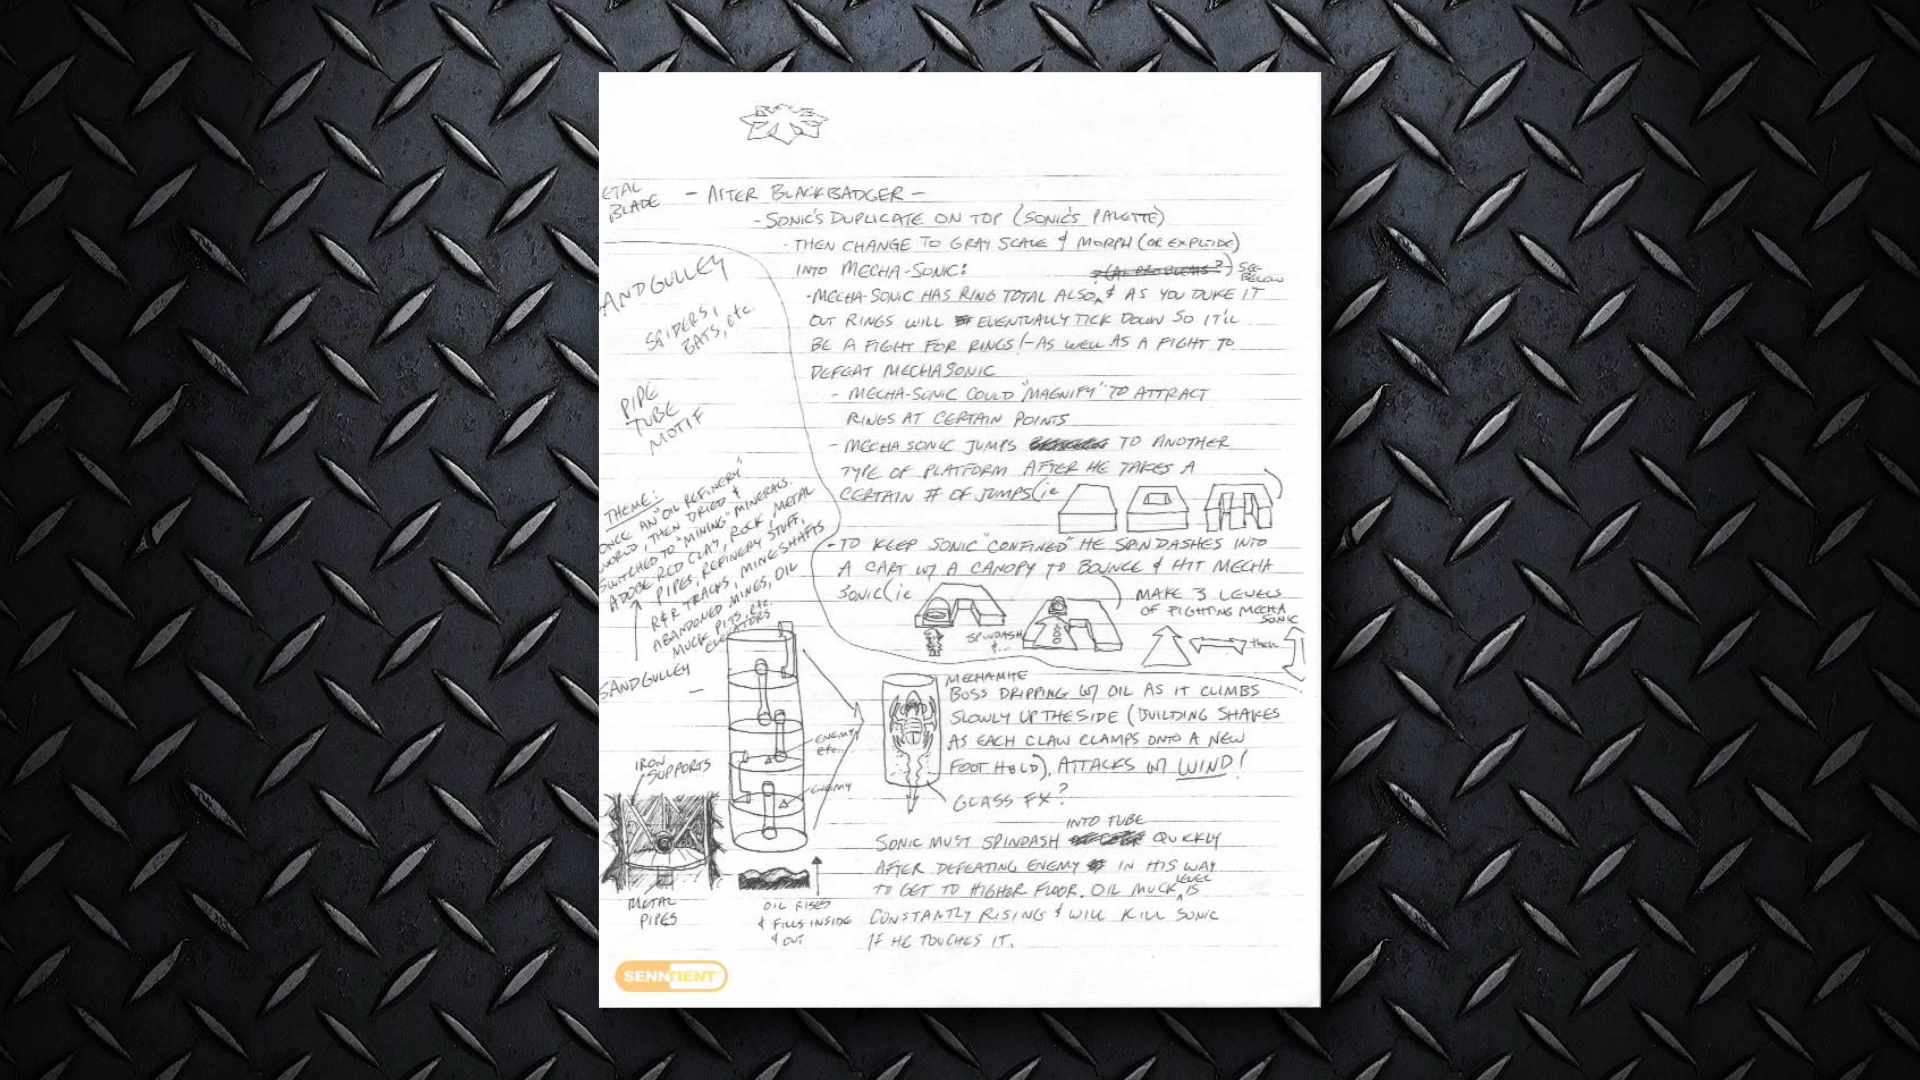 ETAL
BLADE
- AFTER BLACKBADGER -
- SONIC'S DUPLICATE ON TOP (SONIC'S PALETTE)
- THEN CHANGE TO GRAY SCALE & MORPH (OR EXPLODE)
INTO MECHA-SONIC: ? (AI PROBLEMS?) SEE
BELOW
- MECHA-SONIC HAS RING TOTAL ALSO, & AS YOU DUKE IT
OUT RINGS WILL EVENTUALLY TICK DOWN SO IT'LL
BE A FIGHT FOR RINGS! - AS WELL AS A FIGHT TO
DEFEAT MECHASONIC
- MECHA-SONIC COULD "MAGNIFY" TO ATTRACT
RINGS AT CERTAIN POINTS
- MECHA SONIC JUMPS TO ANOTHER
TYPE OF PLATFORM AFTER HE TAKES A
CERTAIN # OF JUMPS (ie
- TO KEEP SONIC "CONFINED" HE SPINDASHES INTO
A CART W/ A CANOPY TO BOUNCE & HIT MECHA
SONIC (ie
SPINDASH
&...
MAKE 3 LEVELS
OF FIGHTING MECHA
SONIC
then
ANDGULLEY
SPIDERS,
BATS, etc.
PIPE
TUBE
MOTIF
THEME:
ONCE AN "OIL REFINERY"
WORLD, THEN DRIED &
SWITCHED TO "MINING" MINERALS.
ADOBE RED CLAY, ROCK, METAL
PIPES, REFINERY STUFF,
R&R TRACKS, MINESHAFTS
ABANDONED MINES, OIL
MUCK PITS, etc.
ELEVATORS
SANDGULLEY
ENEMY
etc.
ENEMY
IRON
SUPPORTS
METAL
PIPES
OIL RISES
& FILLS INSIDE
& OUT
MECHAMITE
BOSS DRIPPING W/ OIL AS IT CLIMBS
SLOWLY UP THE SIDE (BUILDING SHAKES
AS EACH CLAW CLAMPS ONTO A NEW
FOOT HOLD), ATTACKS W/ WIND!
GLASS FX?
INTO TUBE
SONIC MUST SPINDASH QUICKLY
AFTER DEFEATING ENEMY IN HIS WAY
TO GET TO HIGHER FLOOR. OIL MUCK LEVEL IS
CONSTANTLY RISING & WILL KILL SONIC
IF HE TOUCHES IT.
SENNTIENT